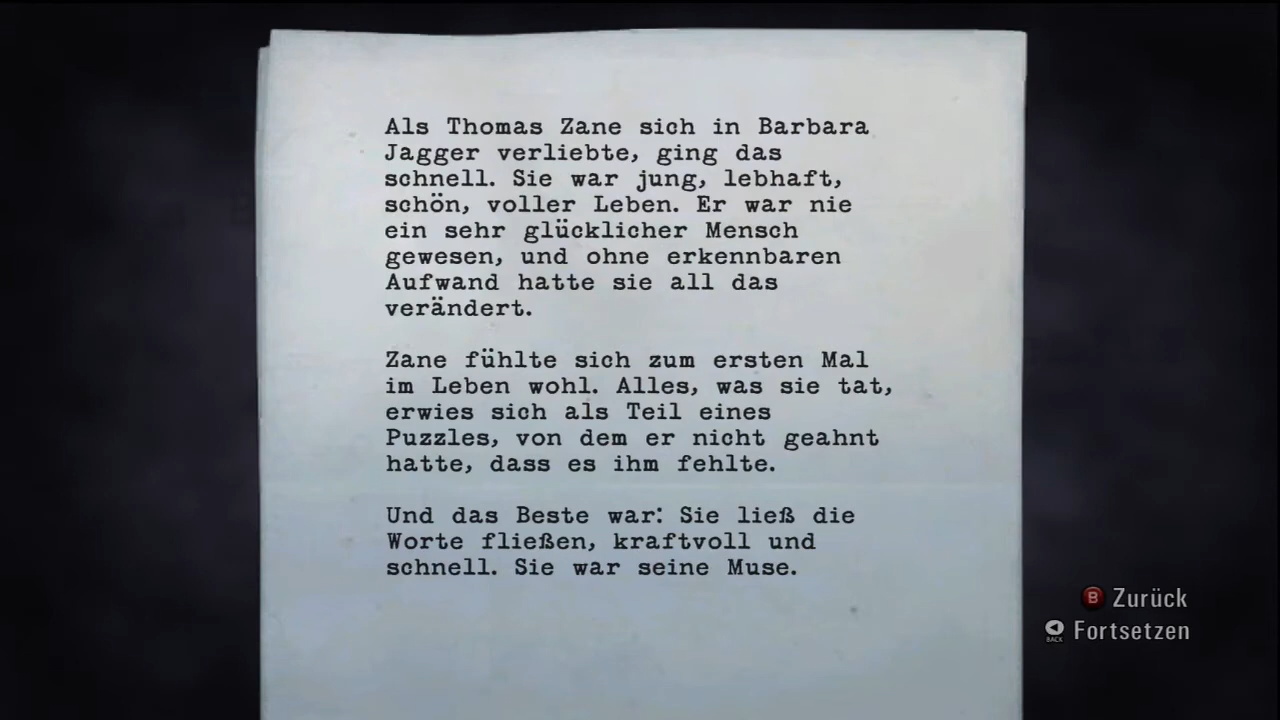 Als Thomas Zane sich in Barbara
Jagger verliebte, ging das
schnell. Sie war jung, lebhaft,
schön, voller Leben. Er war nie
ein sehr glücklicher Mensch
gewesen, und ohne erkennbaren
Aufwand hatte sie all das
verändert.
Zane fühlte sich zum ersten Mal
im Leben wohl. Alles, was sie tat,
erwies sich als Teil eines
Puzzles, von dem er nicht geahnt
hatte, dass es ihm fehlte.
Und das Beste war: Sie ließ die
Worte fließen, kraftvoll und
schnell. Sie war seine Muse.
B Zurück
BACK Fortsetzen